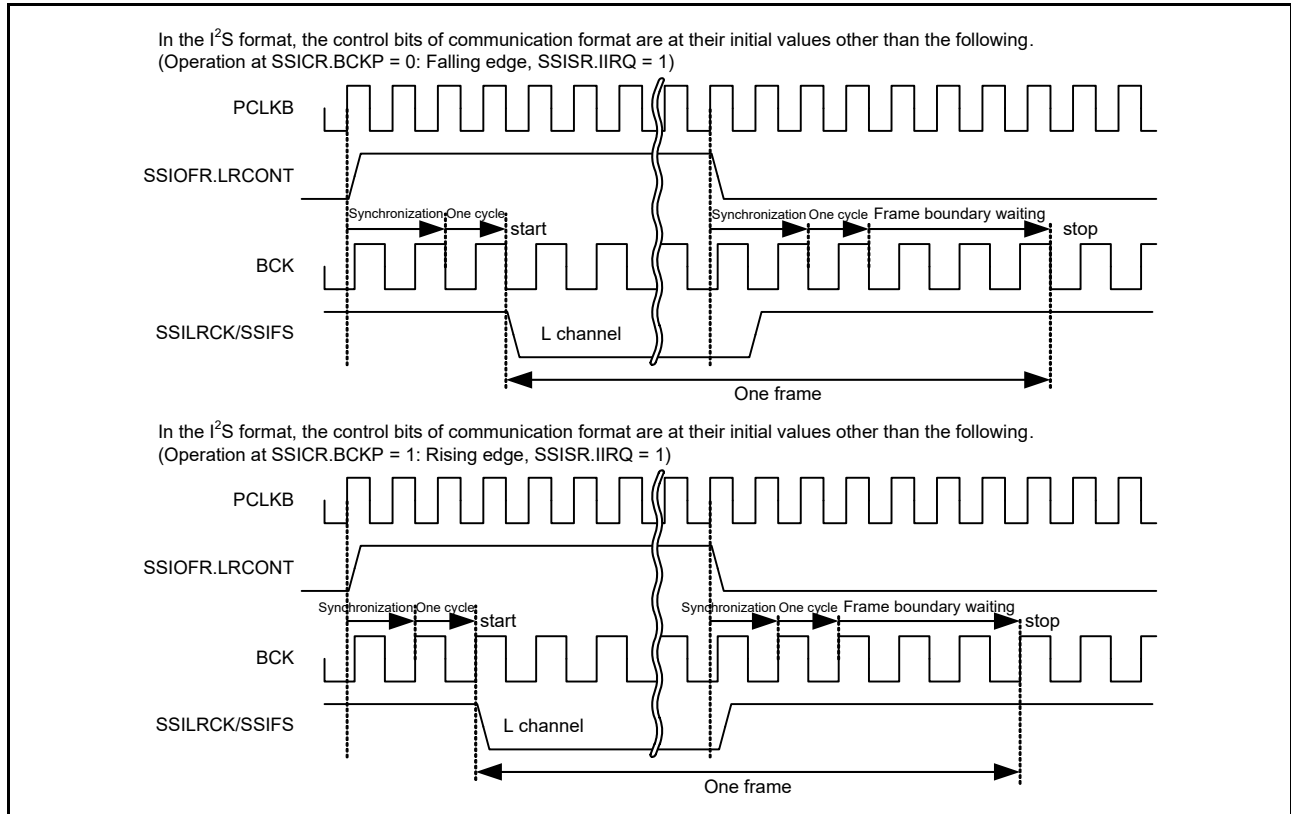 In the I²S format, the control bits of communication format are at their initial values other than the following.
(Operation at SSICR.BCKP = 0: Falling edge, SSISR.IIRQ = 1)
PCLKB
SSIOFR.LRCONT
Synchronization One cycle Synchronization One cycle Frame boundary waiting
start stop
BCK
SSILRCK/SSIFS
L channel
One frame
In the I²S format, the control bits of communication format are at their initial values other than the following.
(Operation at SSICR.BCKP = 1: Rising edge, SSISR.IIRQ = 1)
PCLKB
SSIOFR.LRCONT
Synchronization One cycle Synchronization One cycle Frame boundary waiting
start stop
BCK
SSILRCK/SSIFS
L channel
One frame